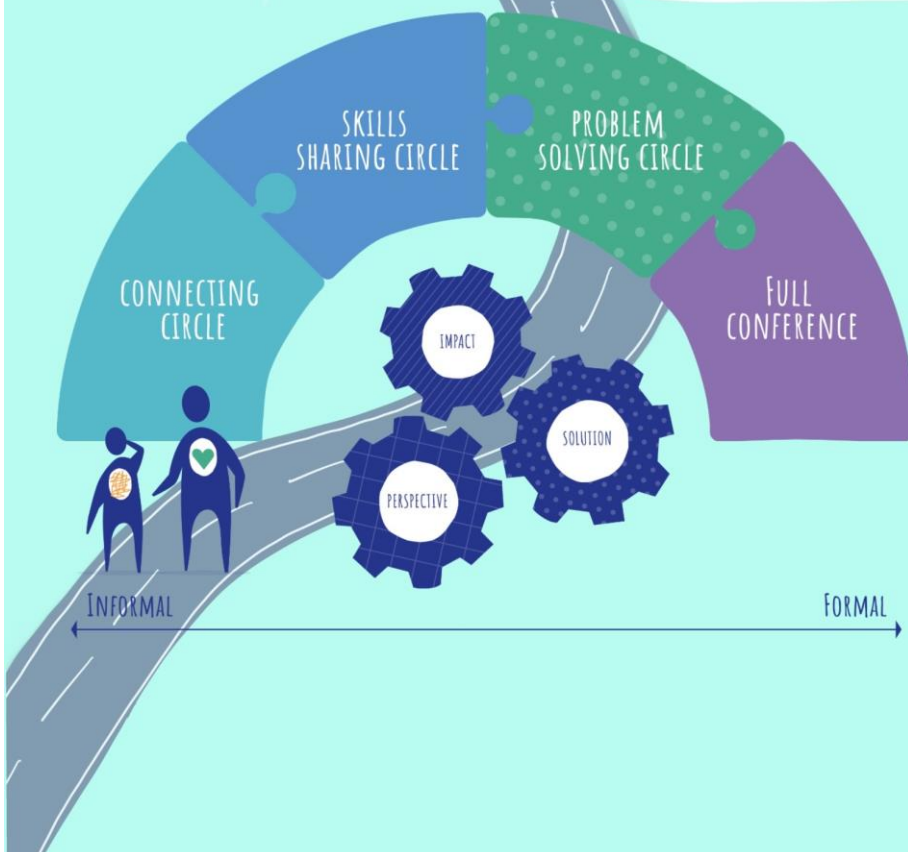 SKILLS
SHARING CIRCLE
PROBLEM
SOLVING CIRCLE
CONNECTING
CIRCLE
FULL
CONFERENCE
IMPACT
SOLUTION
PERSPECTIVE
INFORMAL
FORMAL